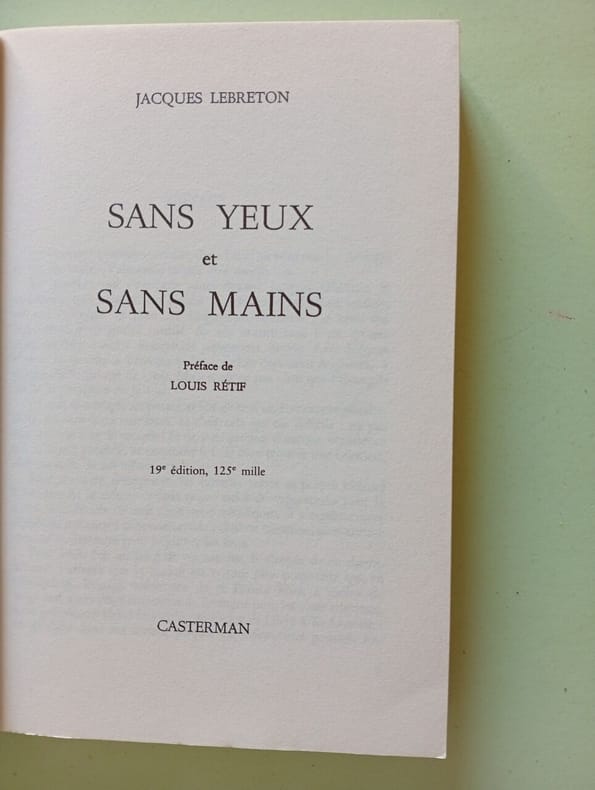 JACQUES LEBRETON
SANS YEUX
et
SANS MAINS
Préface de
LOUIS RÉTIF
19e édition, 125e mille
CASTERMAN